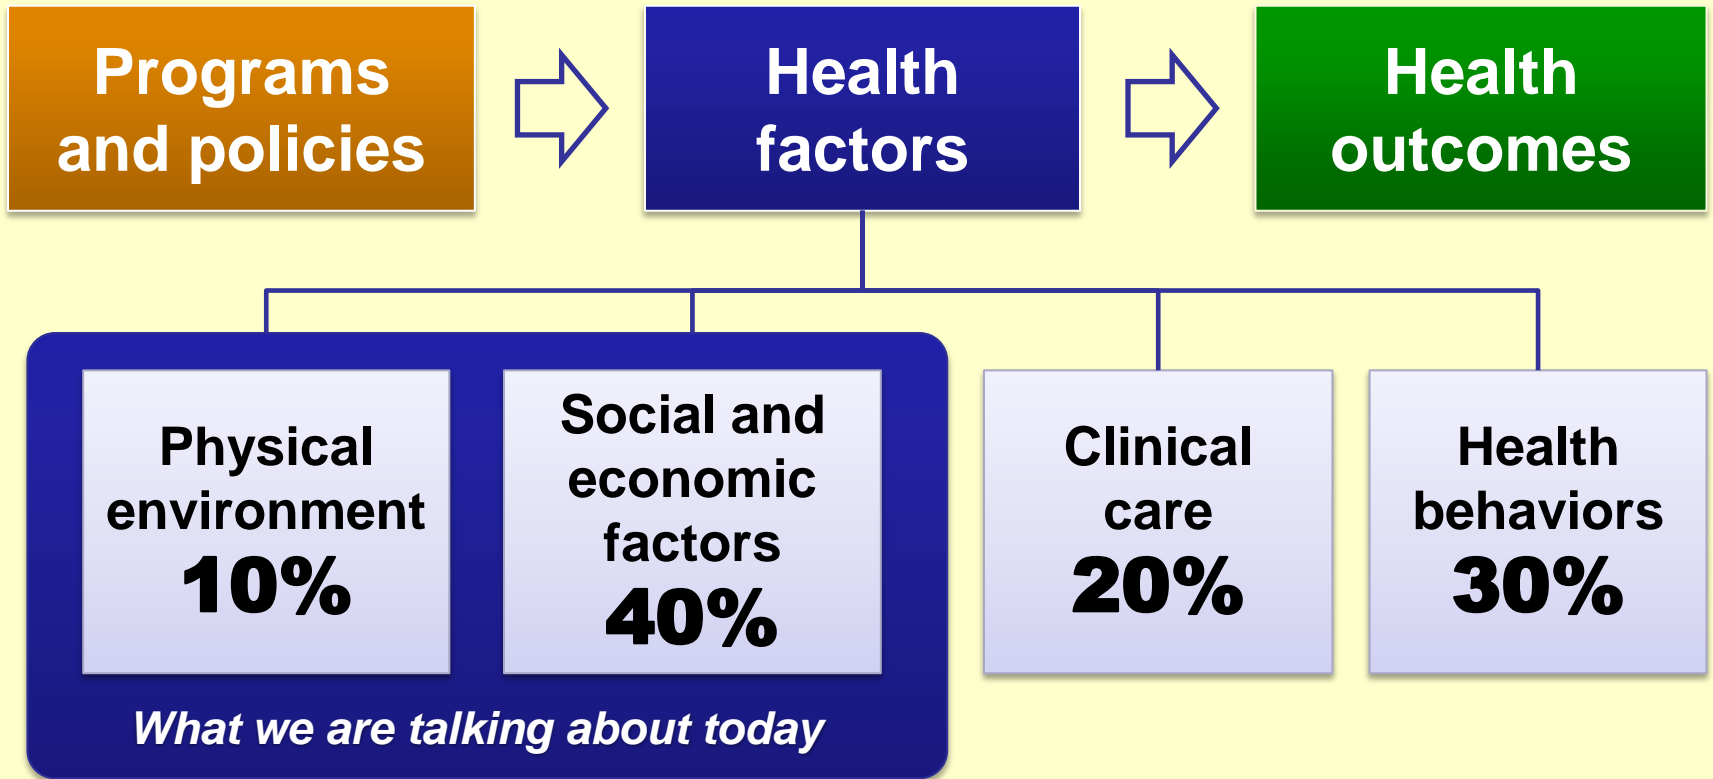 Programs
and policies
Health
factors
Health
outcomes
Physical
environment
10%
Social and
economic
factors
40%
Clinical
care
20%
Health
behaviors
30%
What we are talking about today